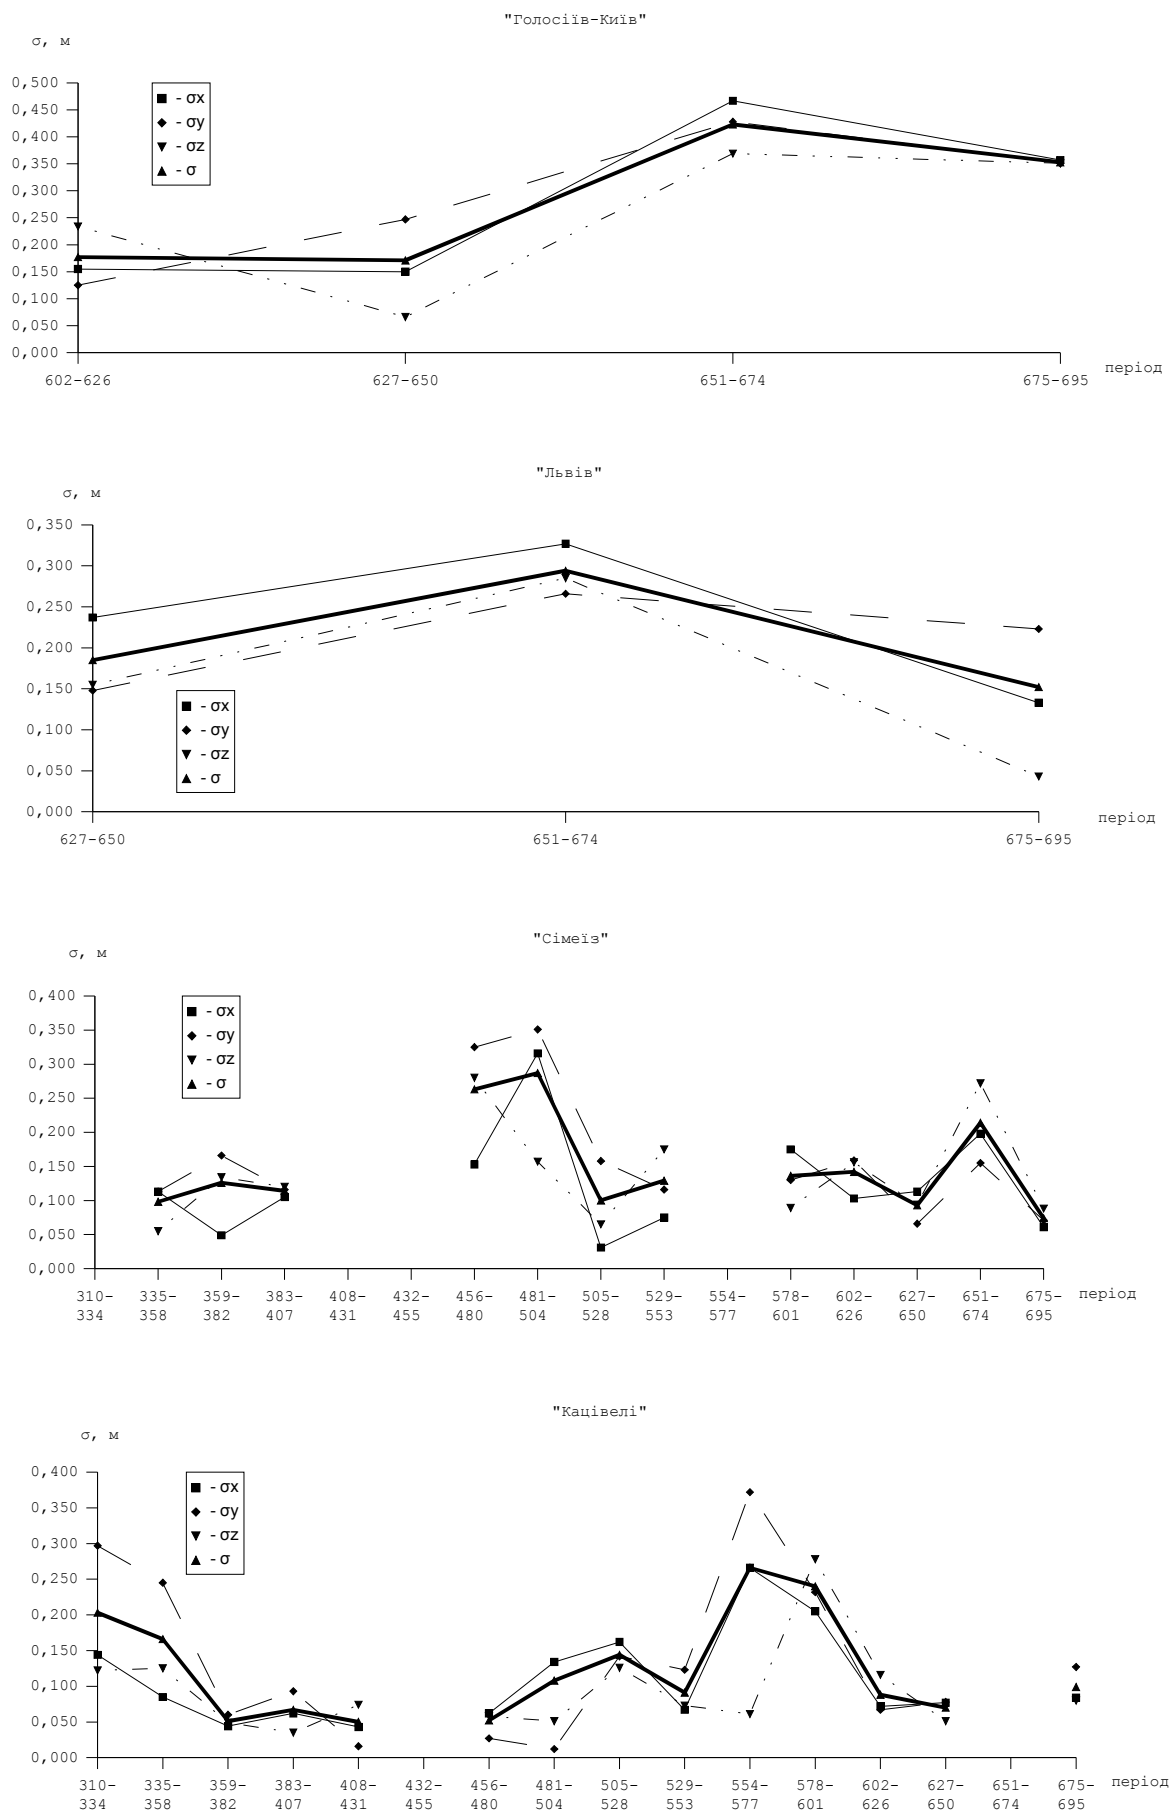 "Голосіїв-Київ"
σ, м
0,500
0,450
0,400
0,350
0,300
0,250
0,200
0,150
0,100
0,050
0,000
- σx
- σy
- σz
- σ
602-626 627-650 651-674 675-695 період
"Львів"
σ, м
0,350
0,300
0,250
0,200
0,150
0,100
0,050
0,000
- σx
- σy
- σz
- σ
627-650 651-674 675-695 період
"Сімеїз"
σ, м
0,400
0,350
0,300
0,250
0,200
0,150
0,100
0,050
0,000
- σx
- σy
- σz
- σ
310- 335- 359- 383- 408- 432- 456- 481- 505- 529- 554- 578- 602- 627- 651- 675- період
334 358 382 407 431 455 480 504 528 553 577 601 626 650 674 695
"Кацівелі"
σ, м
0,400
0,350
0,300
0,250
0,200
0,150
0,100
0,050
0,000
- σx
- σy
- σz
- σ
310- 335- 359- 383- 408- 432- 456- 481- 505- 529- 554- 578- 602- 627- 651- 675- період
334 358 382 407 431 455 480 504 528 553 577 601 626 650 674 695